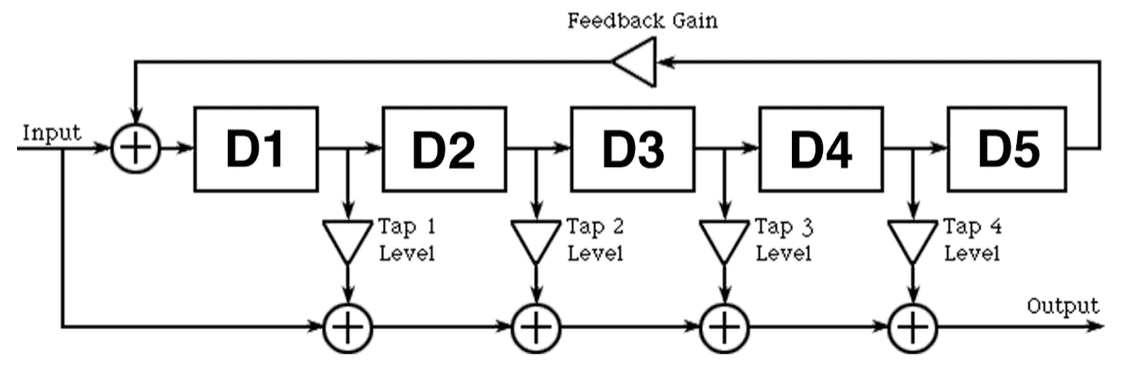 Feedback Gain
Input
D1
D2
D3
D4
D5
Tap 1
Level
Tap 2
Level
Tap 3
Level
Tap 4
Level
Output